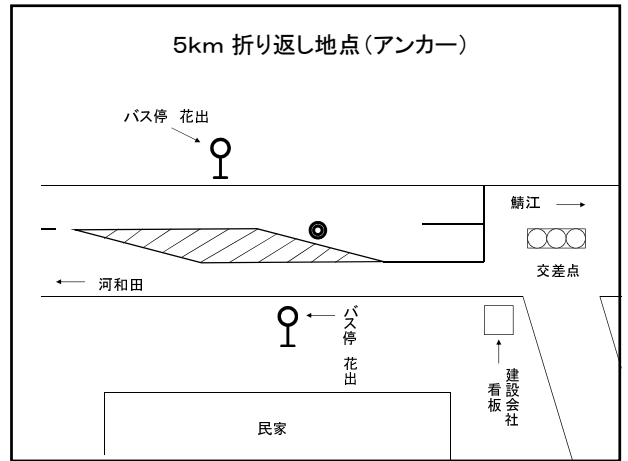 5km 折り返し地点（アンカー）
バス停 花出
鯖江
交差点
河和田
バス停 花出
建設会社
看板
民家